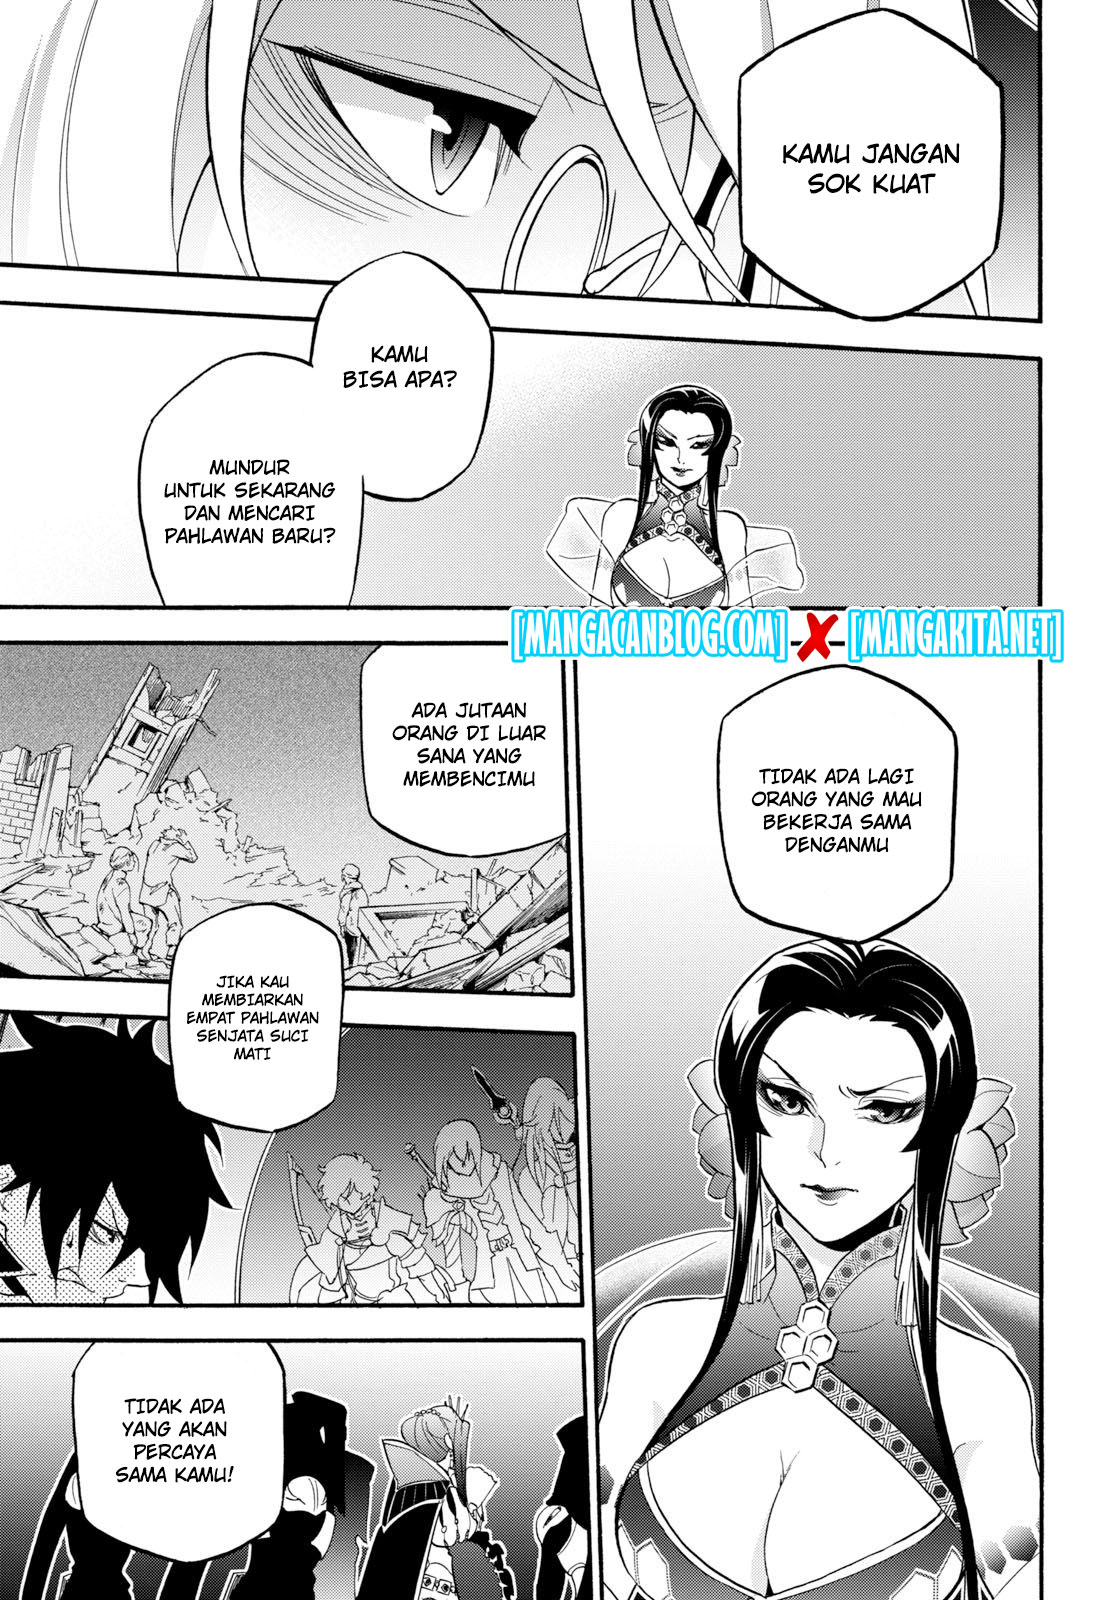 KAMU JANGAN
SOK KUAT
KAMU
BISA APA?
MUNDUR
UNTUK SEKARANG
DAN MENCARI
PAHLAWAN BARU?
[MANGACANBLOG.COM] X [MANGAKITA.NET]
TIDAK ADA LAGI
ORANG YANG MAU
BEKERJA SAMA
DENGANMU
ADA JUTAAN
ORANG DI LUAR
SANA YANG
MEMBENCIMU
JIKA KAU
MEMBIARKAN
EMPAT PAHLAWAN
SENJATA SUCI
MATI
TIDAK ADA
YANG AKAN
PERCAYA
SAMA KAMU!